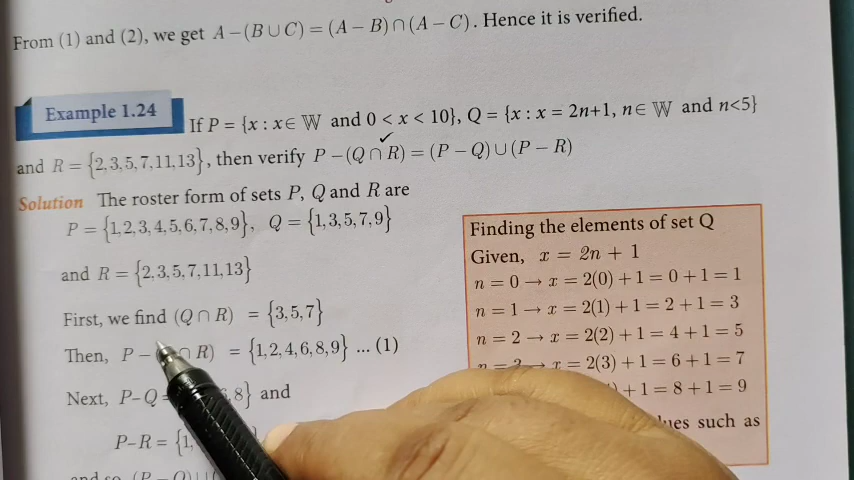 From (1) and (2), we get A−(B∪C) = (A−B)∩(A−C). Hence it is verified.
Example 1.24
If P = {x : x∈ 𝕎 and 0 < x < 10}, Q = {x : x = 2n+1, n∈ 𝕎 and n<5}
and R = {2,3,5,7,11,13}, then verify P−(Q∩R) = (P−Q)∪(P−R)
Solution The roster form of sets P, Q and R are
P = {1,2,3,4,5,6,7,8,9}, Q = {1,3,5,7,9}
and R = {2,3,5,7,11,13}
First, we find (Q∩R) = {3,5,7}
Then, P− ∩ R) = {1,2,4,6,8,9} ... (1)
Next, P−Q = ,8} and
P−R = {1,
and so (P−Q)∪
Finding the elements of set Q
Given, x = 2n + 1
n = 0 → x = 2(0) + 1 = 0 + 1 = 1
n = 1 → x = 2(1) + 1 = 2 + 1 = 3
n = 2 → x = 2(2) + 1 = 4 + 1 = 5
→ x = 2(3) + 1 = 6 + 1 = 7
+ 1 = 8 + 1 = 9
such as